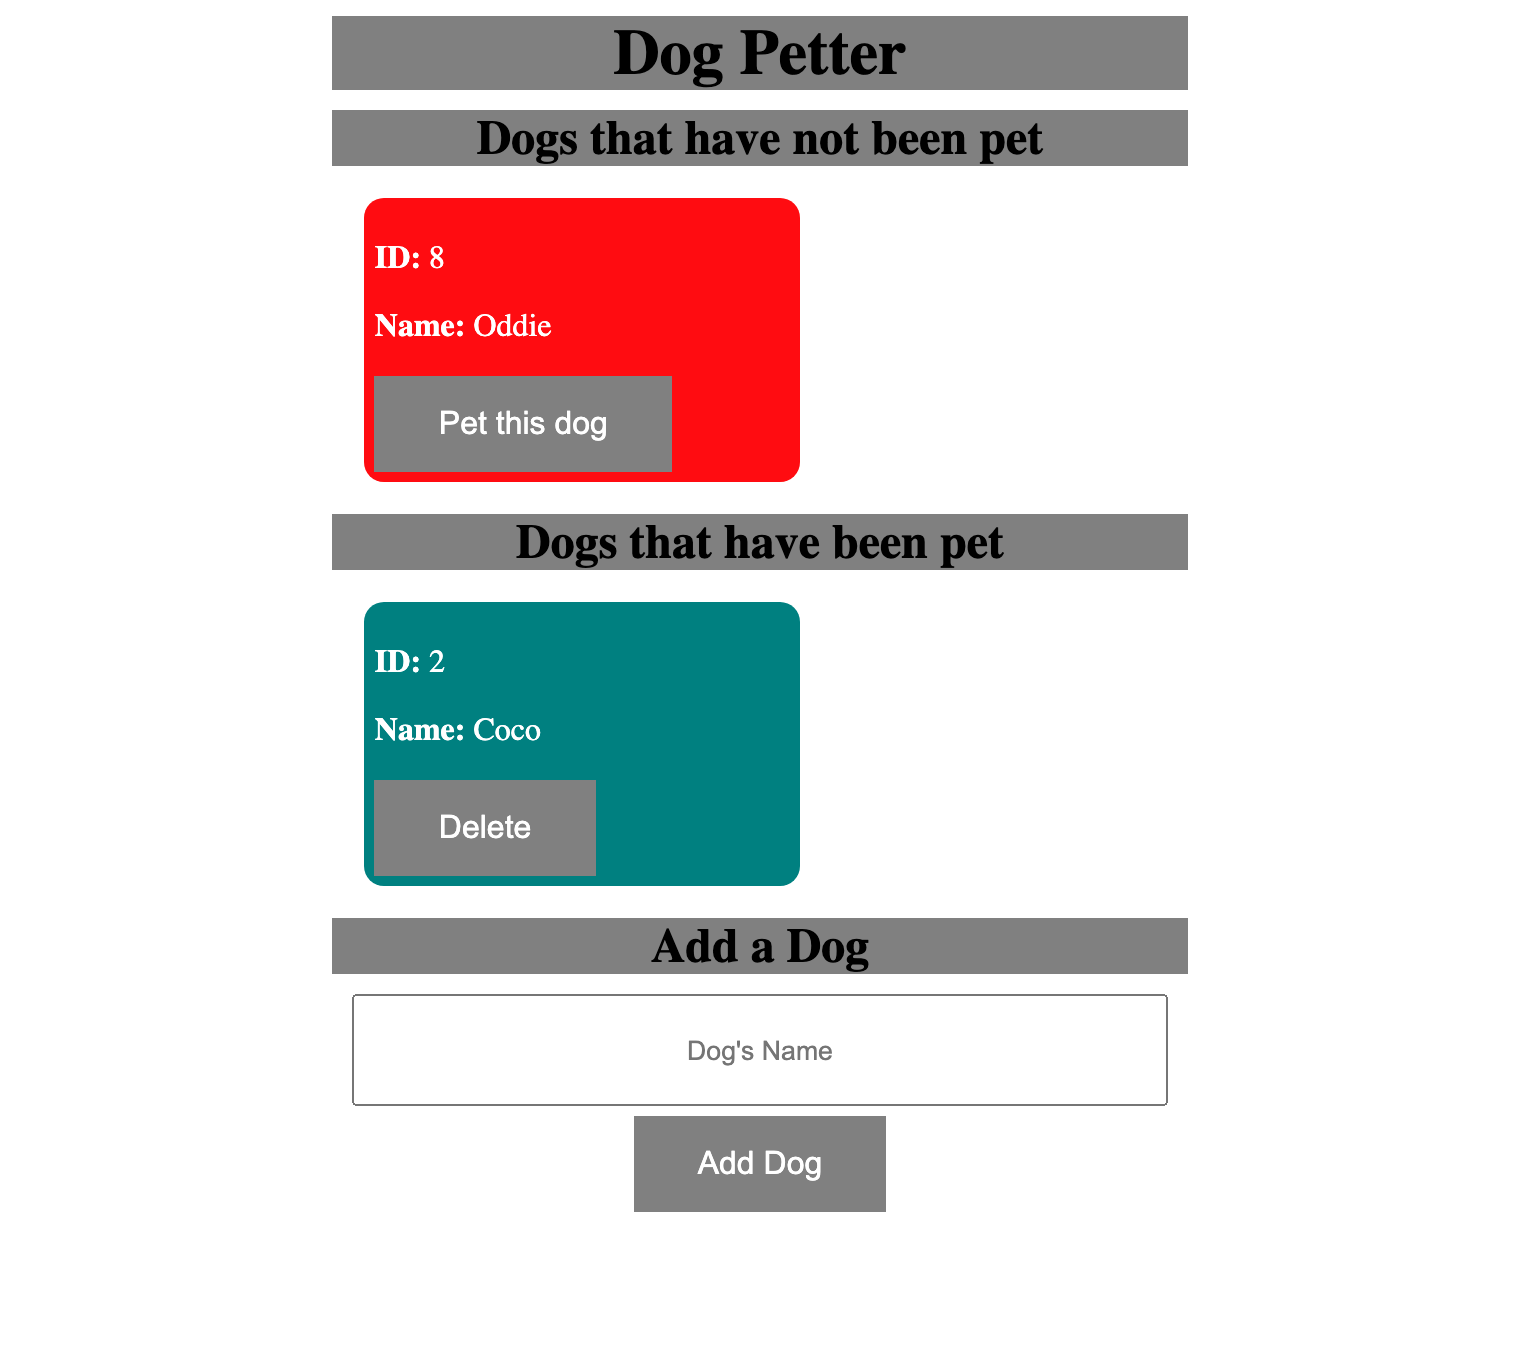 Dog Petter
Dogs that have not been pet
ID: 8
Name: Oddie
Pet this dog
Dogs that have been pet
ID: 2
Name: Coco
Delete
Add a Dog
Dog's Name
Add Dog